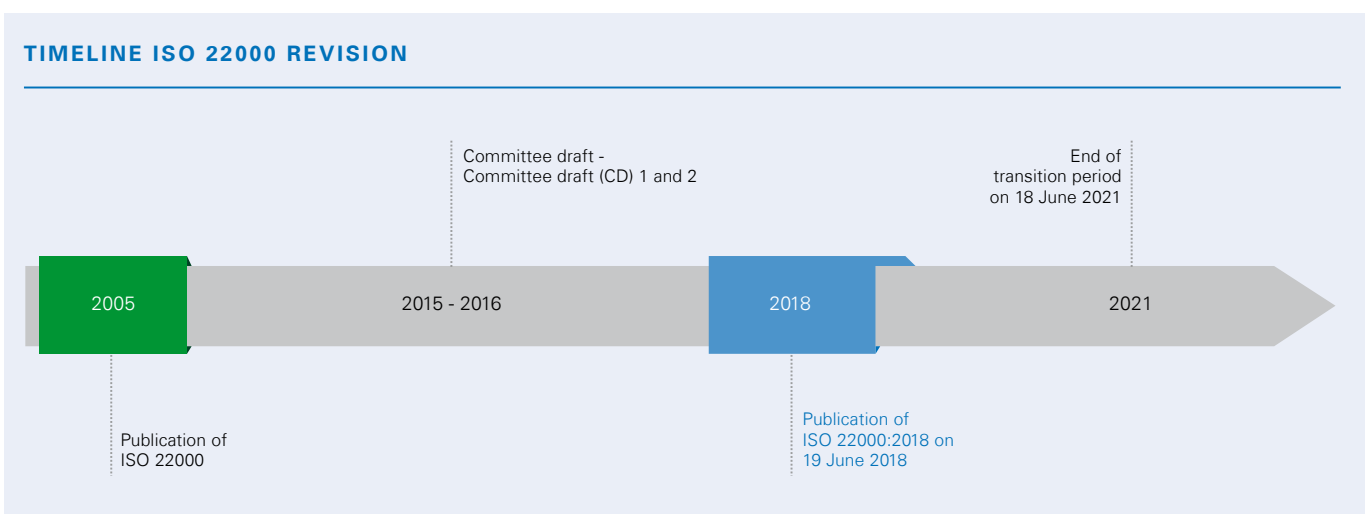 TIMELINE ISO 22000 REVISION
Committee draft -
Committee draft (CD) 1 and 2
End of
transition period
on 18 June 2021
2005
2015 - 2016
2018
2021
Publication of
ISO 22000
Publication of
ISO 22000:2018 on
19 June 2018